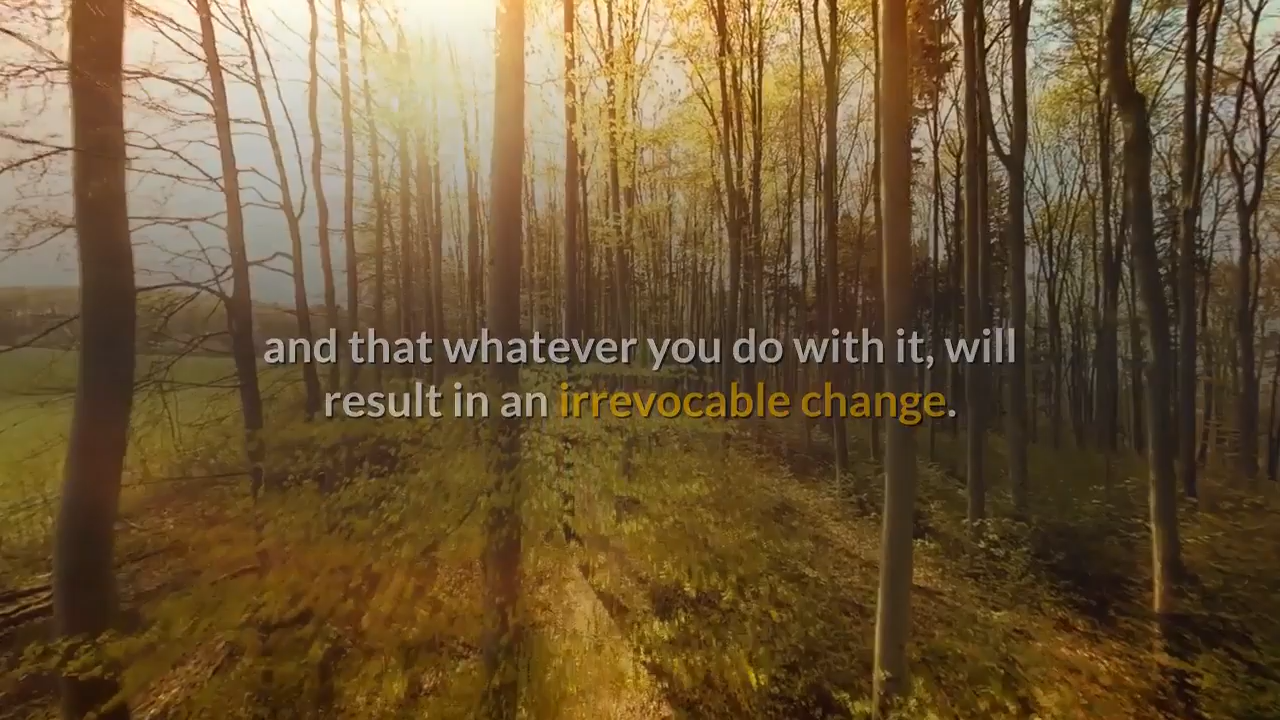 and that whatever you do with it, will
result in an irrevocable change.